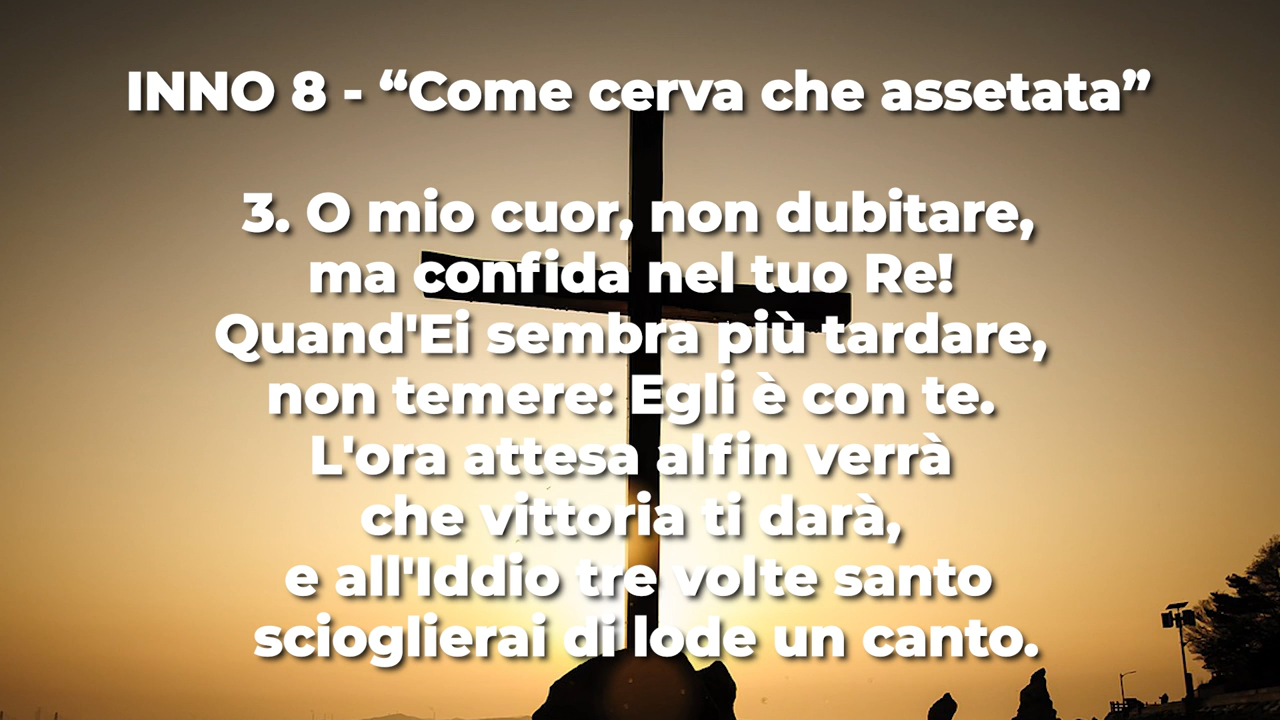 INNO 8 - “Come cerva che assetata”
3. O mio cuor, non dubitare,
ma confida nel tuo Re!
Quand'Ei sembra più tardare,
non temere: Egli è con te.
L'ora attesa alfin verrà
che vittoria ti darà,
e all'Iddio tre volte santo
scioglierai di lode un canto.